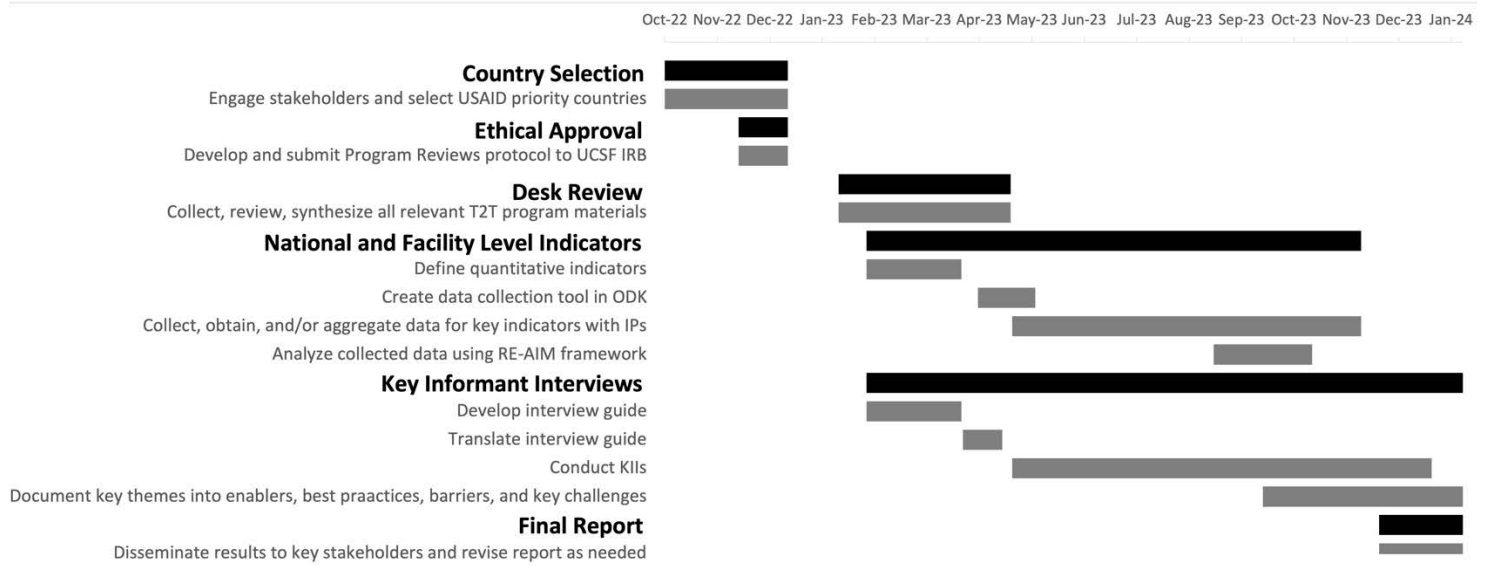 Oct-22 Nov-22 Dec-22 Jan-23 Feb-23 Mar-23 Apr-23 May-23 Jun-23 Jul-23 Aug-23 Sep-23 Oct-23 Nov-23 Dec-23 Jan-24
Country Selection
Engage stakeholders and select USAID priority countries
Ethical Approval
Develop and submit Program Reviews protocol to UCSF IRB
Desk Review
Collect, review, synthesize all relevant T2T program materials
National and Facility Level Indicators
Define quantitative indicators
Create data collection tool in ODK
Collect, obtain, and/or aggregate data for key indicators with IPs
Analyze collected data using RE-AIM framework
Key Informant Interviews
Develop interview guide
Translate interview guide
Conduct KIIs
Document key themes into enablers, best praactices, barriers, and key challenges
Final Report
Disseminate results to key stakeholders and revise report as needed